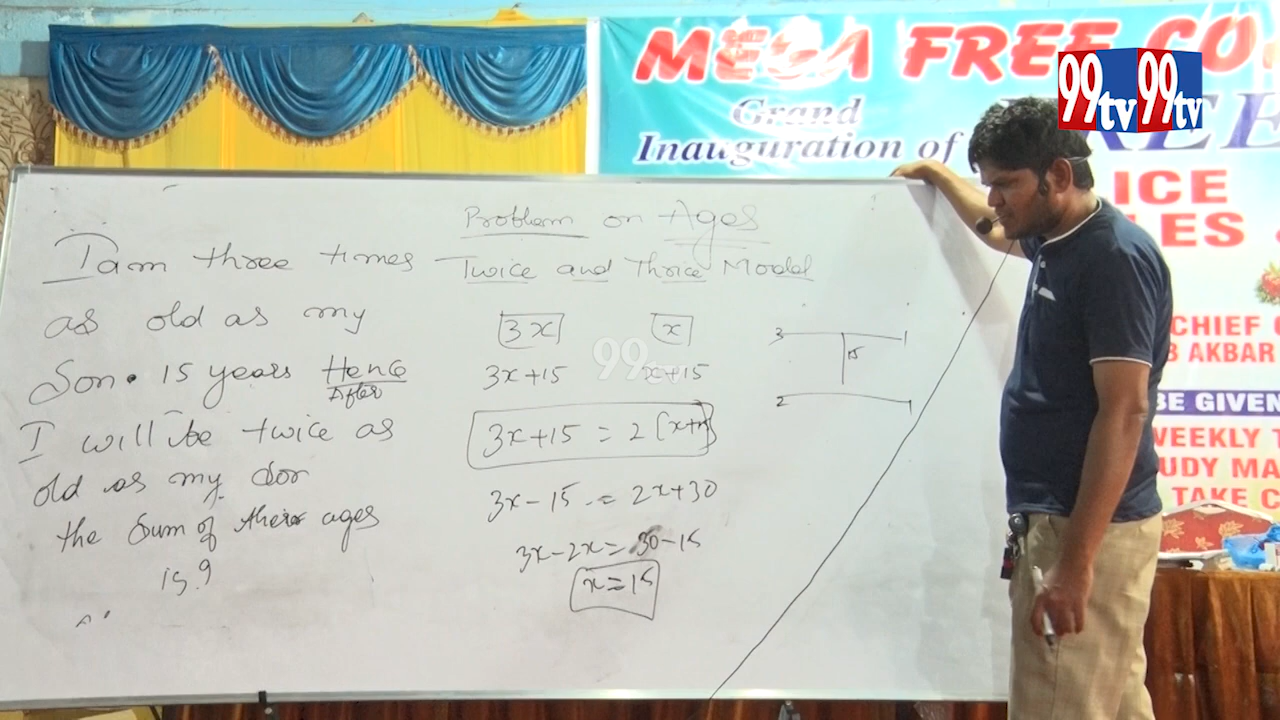 MEGA FREE CO
99tv 99tv
Grand
Inauguration of
REE
ICE
LES &
CHIEF
AKBAR
BE GIVEN
WEEKLY T
UDY MA
TAKE C
Problem on Ages
Twice and Thrice Model
I am three times
as old as my
Son. 15 years Hence
After
I will be twice as
old as my Son
the Sum of there ages
is?
3x x
3x+15 x+15
99tv
3x+15 = 2(x+15)
3x-15 = 2x+30
3x-2x = 30-15
x=15
3 1
15
2 1